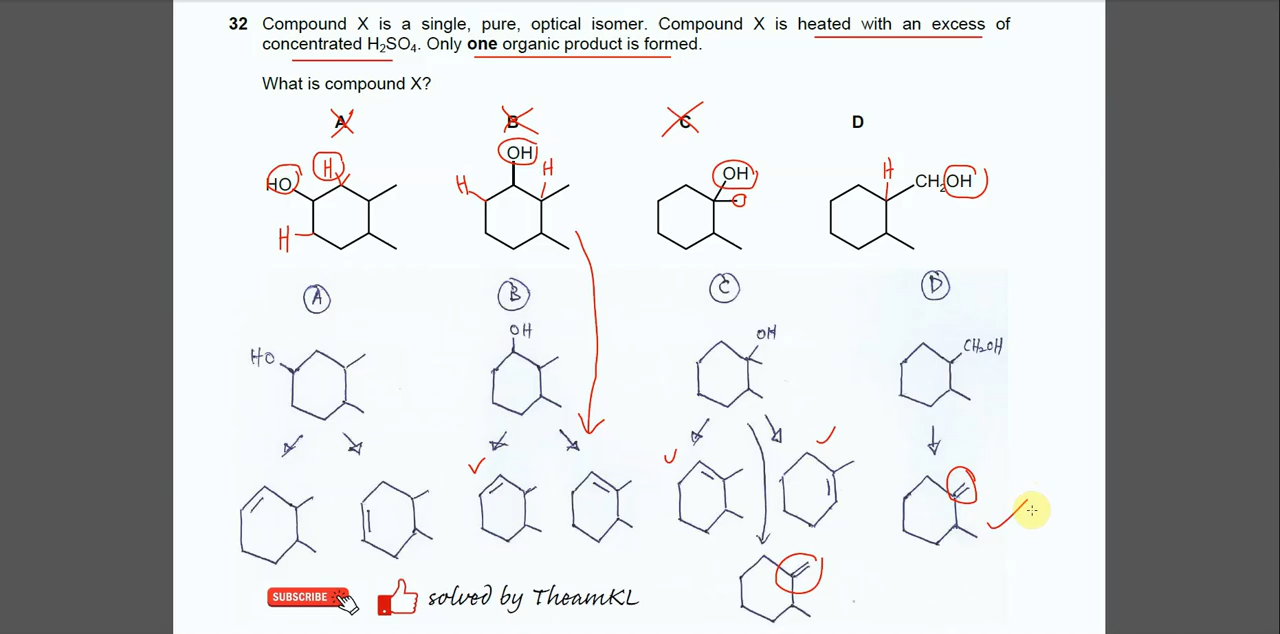 32 Compound X is a single, pure, optical isomer. Compound X is heated with an excess of
concentrated H₂SO₄. Only one organic product is formed.
What is compound X?
A B C D
HO H H
OH H H
OH
H CH₂OH
A B C D
HO OH OH CH₂OH
SUBSCRIBE solved by TheamKL